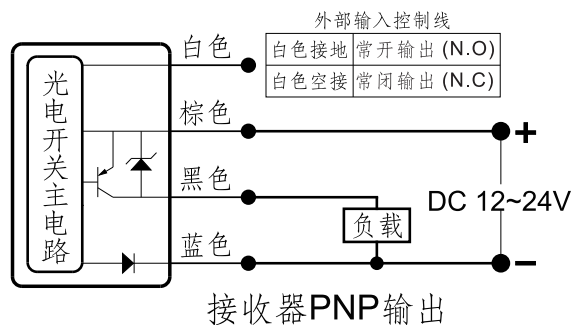 外部输入控制线
白色接地 常开输出 (N.O)
白色空接 常闭输出 (N.C)
白色
棕色
黑色
蓝色
光电开关主电路
负载
+
DC 12~24V
−
接收器PNP输出